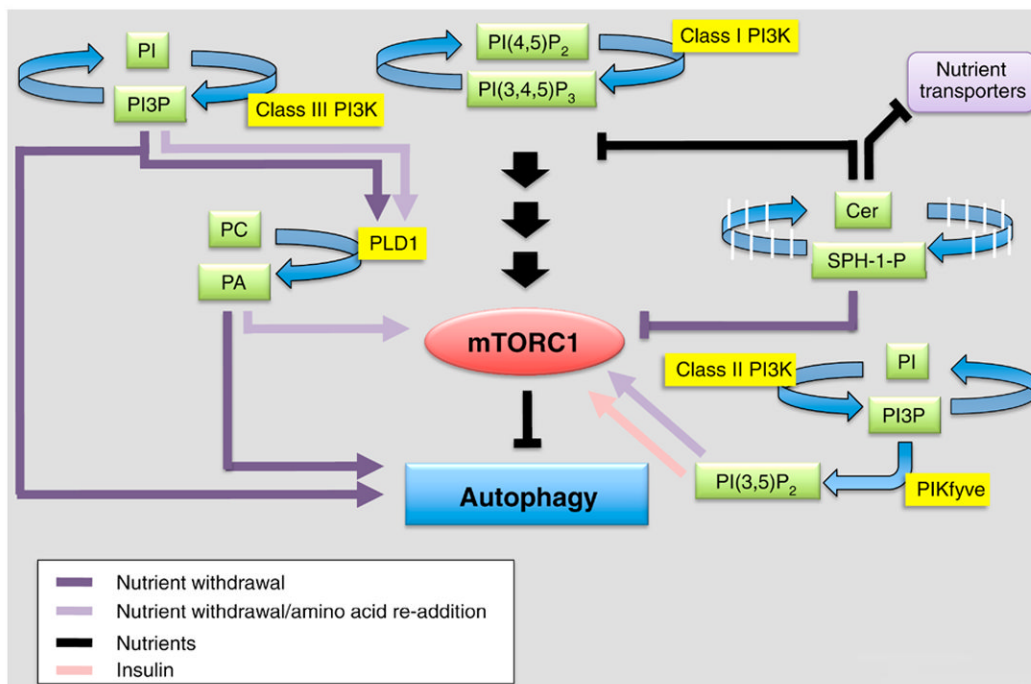 PI
PI3P
Class III PI3K
PI(4,5)P2
PI(3,4,5)P3
Class I PI3K
Nutrient
transporters
Cer
SPH-1-P
PC
PA
PLD1
mTORC1
Class II PI3K
PI
PI3P
PI(3,5)P2
PIKfyve
Autophagy
Nutrient withdrawal
Nutrient withdrawal/amino acid re-addition
Nutrients
Insulin